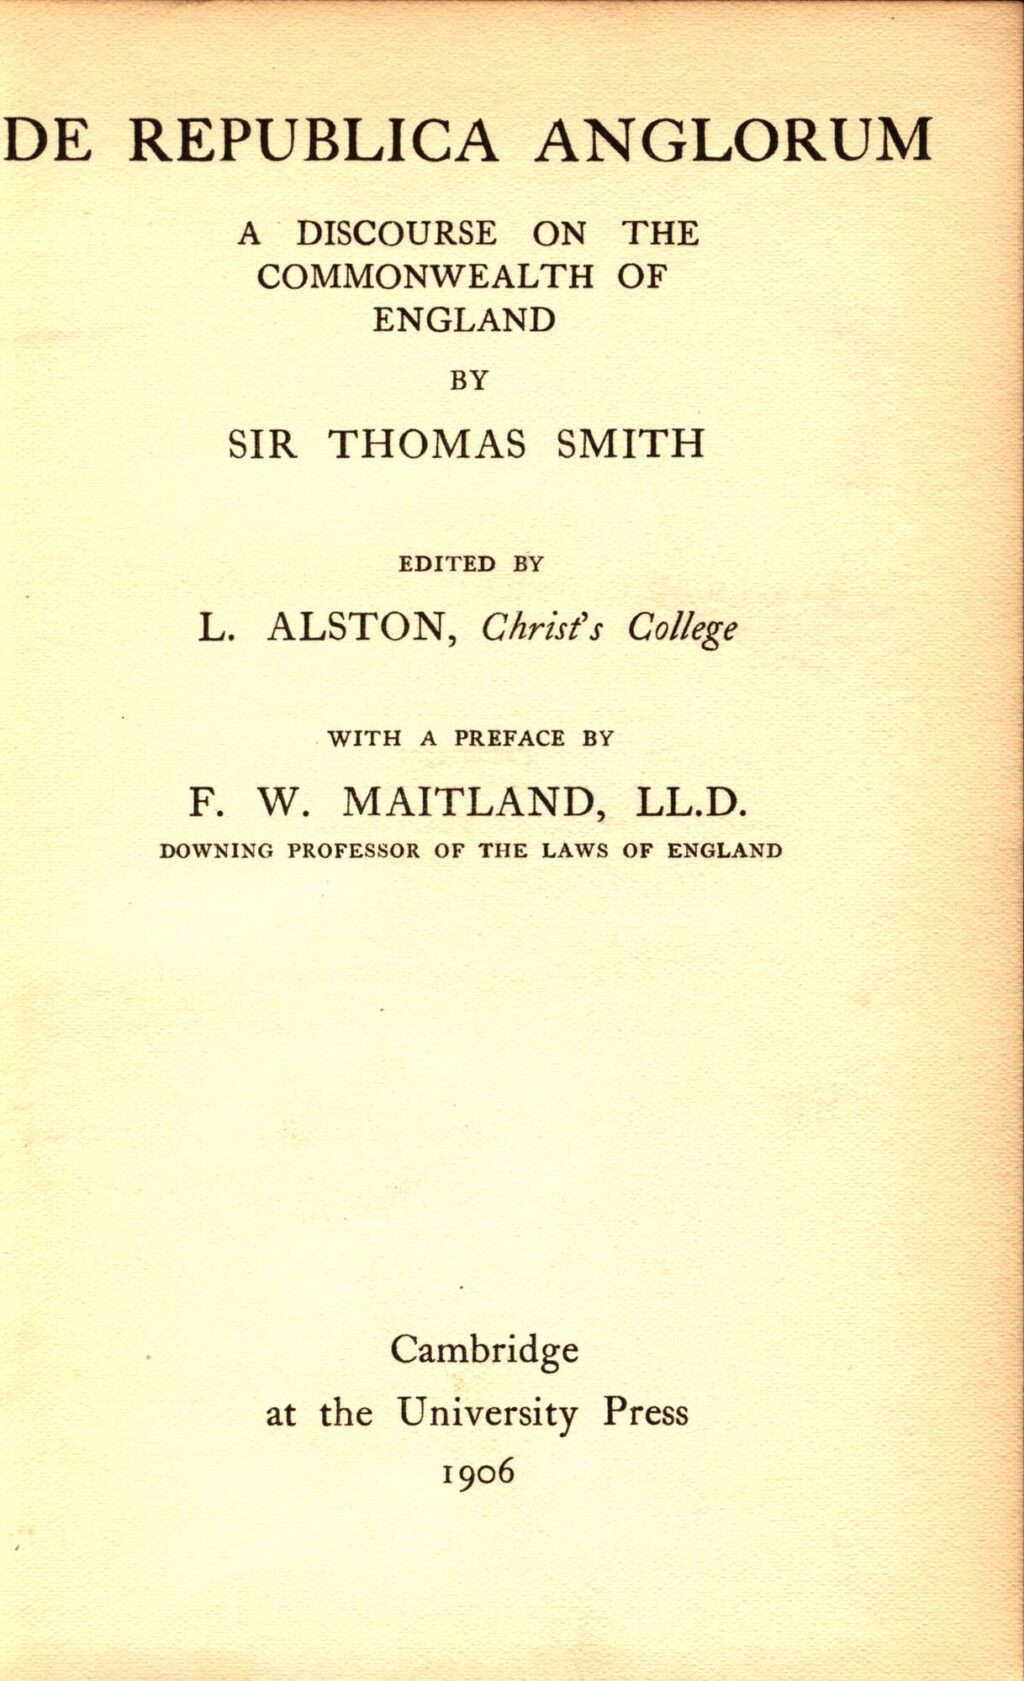 DE REPUBLICA ANGLORUM
A DISCOURSE ON THE
COMMONWEALTH OF
ENGLAND
BY
SIR THOMAS SMITH
EDITED BY
L. ALSTON, Christ's College
WITH A PREFACE BY
F. W. MAITLAND, LL.D.
DOWNING PROFESSOR OF THE LAWS OF ENGLAND
Cambridge
at the University Press
1906